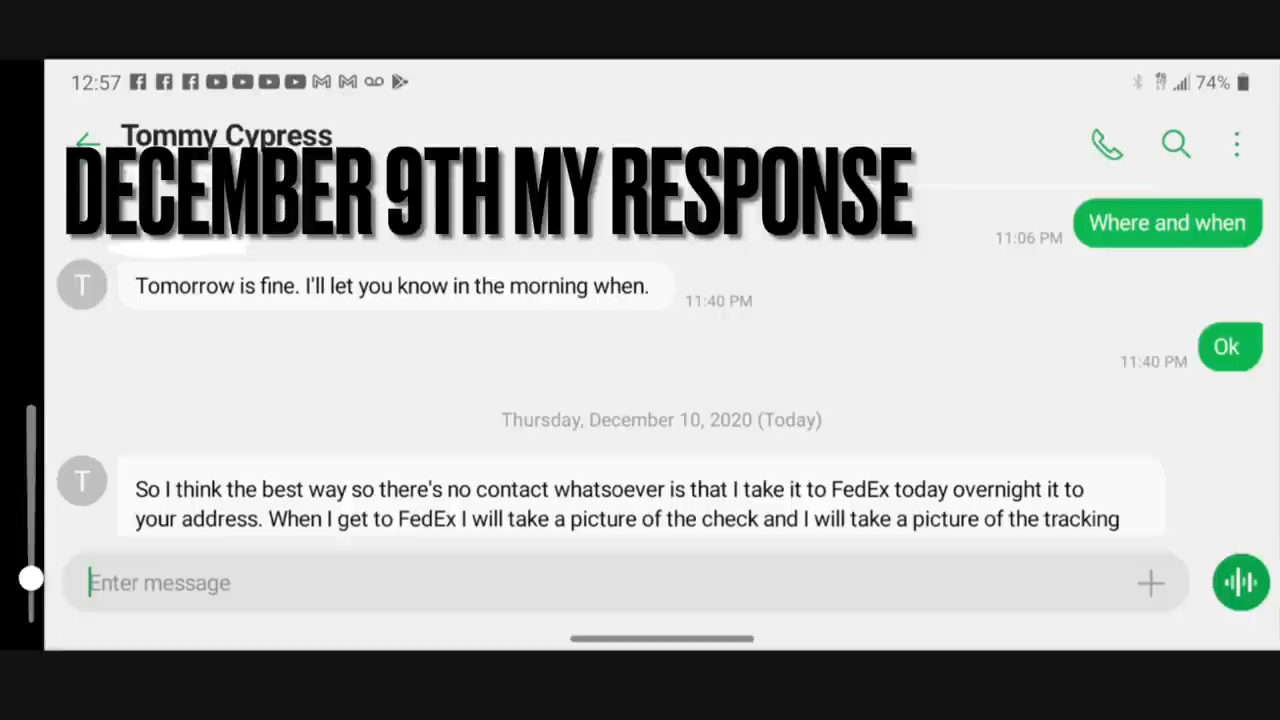 12:57
74%
Tommy Cypress
DECEMBER 9TH MY RESPONSE
Where and when
11:06 PM
Tomorrow is fine. I'll let you know in the morning when.
11:40 PM
Ok
11:40 PM
Thursday, December 10, 2020 (Today)
T
T
So I think the best way so there's no contact whatsoever is that I take it to FedEx today overnight it to
your address. When I get to FedEx I will take a picture of the check and I will take a picture of the tracking
Enter message